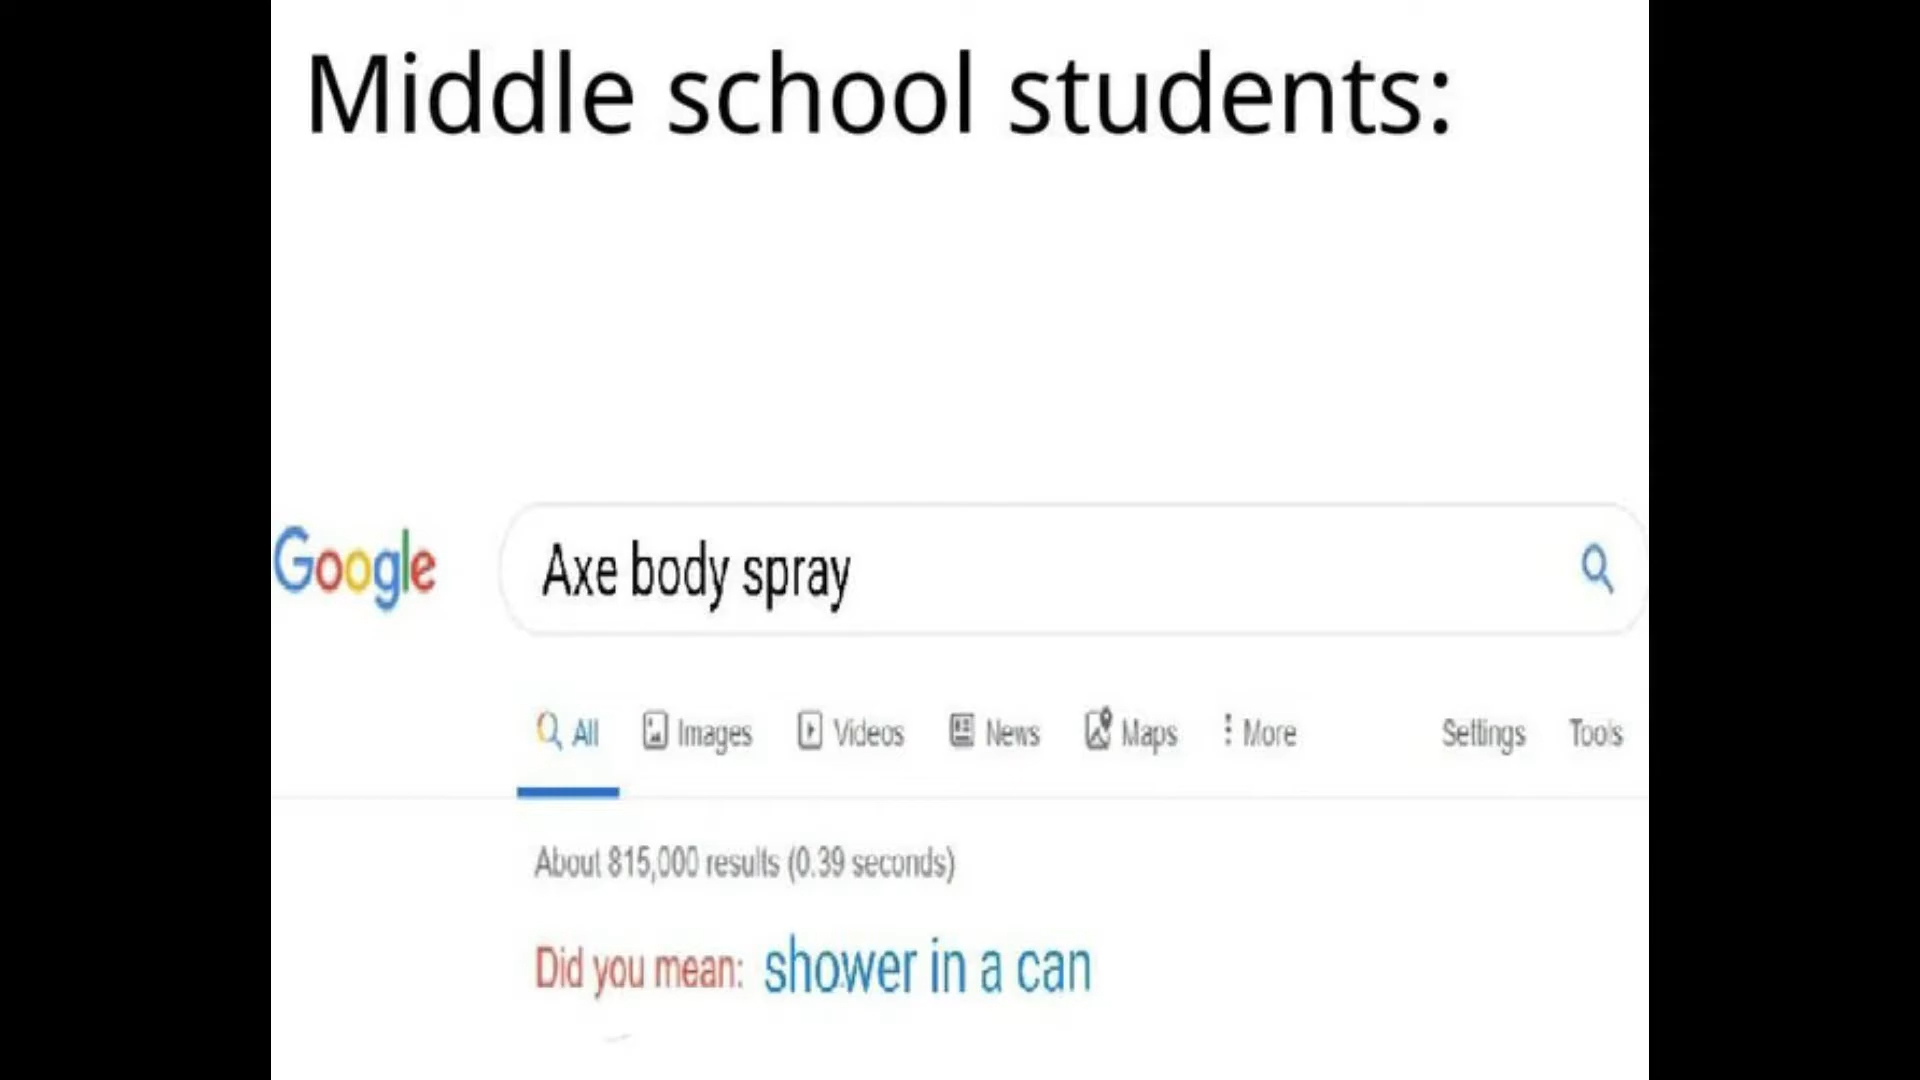 Middle school students:
Google Axe body spray
All Images Videos News Maps More Settings Tools
About 815,000 results (0.39 seconds)
Did you mean: shower in a can